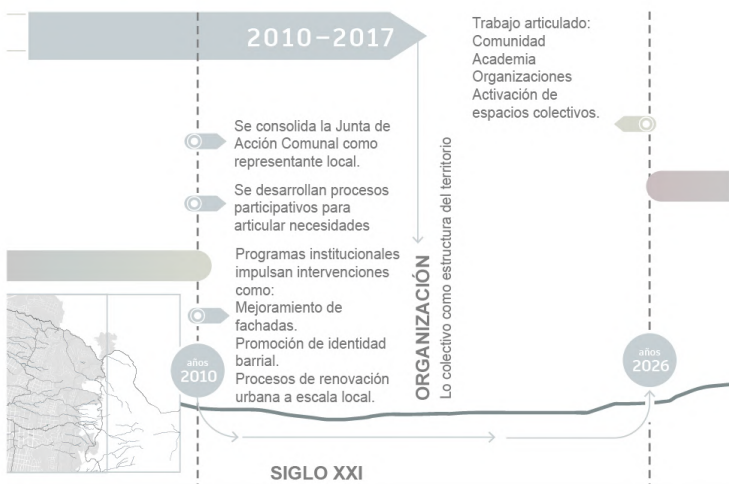 2010–2017
Se consolida la Junta de
Acción Comunal como
representante local.
Se desarrollan procesos
participativos para
articular necesidades
Programas institucionales
impulsan intervenciones
como:
Mejoramiento de
fachadas.
Promoción de identidad
barrial.
Procesos de renovación
urbana a escala local.
años
2010
ORGANIZACIÓN
Lo colectivo como estructura del territorio
Trabajo articulado:
Comunidad
Academia
Organizaciones
Activación de
espacios colectivos.
años
2026
SIGLO XXI